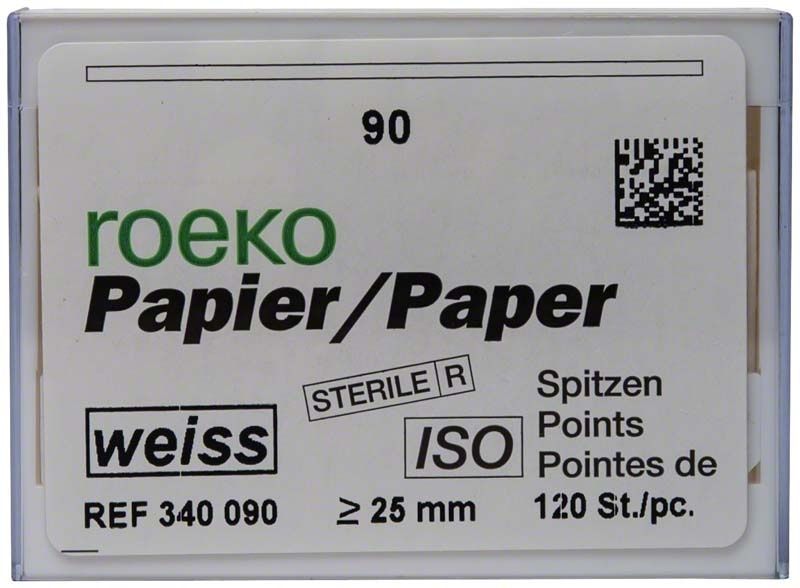 90
roeko
Papier/Paper
STERILE R
weiss
ISO
Spitzen
Points
Pointes de
REF 340 090
≥ 25 mm
120 St./pc.